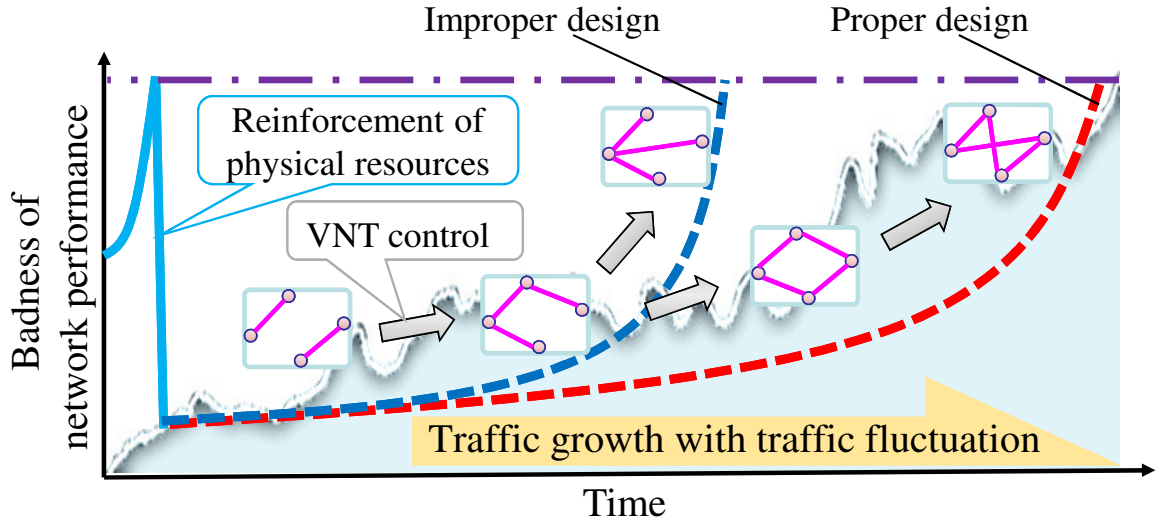 Improper design
Proper design
Reinforcement of
physical resources
VNT control
Badness of
network performance
Traffic growth with traffic fluctuation
Time